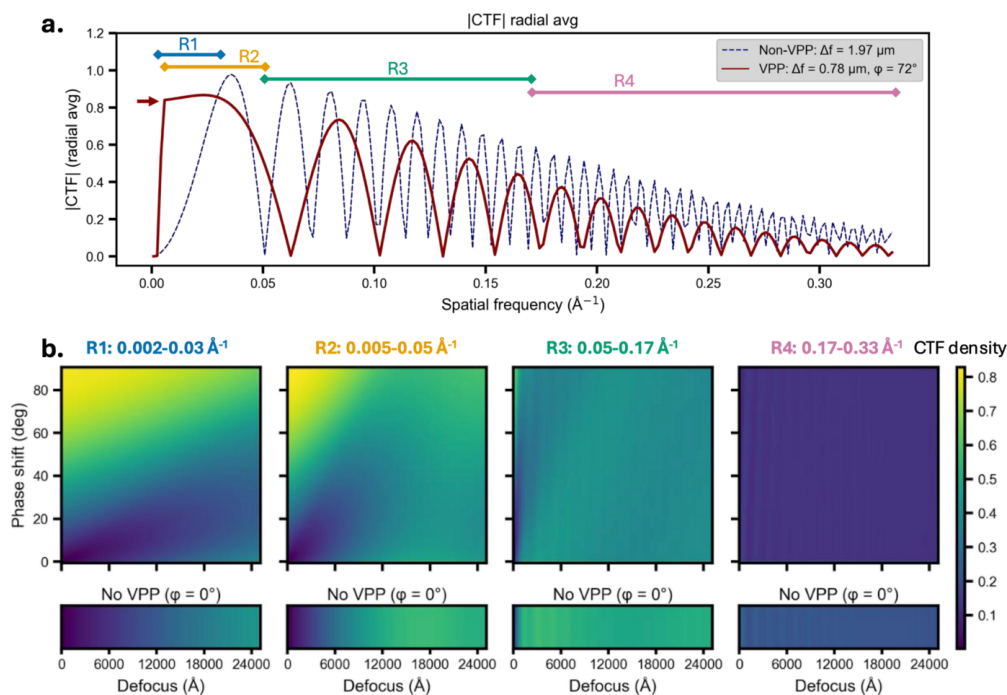 a.
|CTF| radial avg
R1
R2
R3
R4
Non-VPP: Δf = 1.97 μm
VPP: Δf = 0.78 μm, φ = 72°
|CTF| (radial avg)
1.2
1.0
0.8
0.6
0.4
0.2
0.0
0.00 0.05 0.10 0.15 0.20 0.25 0.30
Spatial frequency (Å⁻¹)
b.
R1: 0.002-0.03 Å⁻¹ R2: 0.005-0.05 Å⁻¹ R3: 0.05-0.17 Å⁻¹ R4: 0.17-0.33 Å⁻¹ CTF density
Phase shift (deg)
80
60
40
20
0
0.8
0.7
0.6
0.5
0.4
0.3
0.2
0.1
No VPP (φ = 0°) No VPP (φ = 0°) No VPP (φ = 0°) No VPP (φ = 0°)
0 6000 12000 18000 24000 0 6000 12000 18000 24000 0 6000 12000 18000 24000 0 6000 12000 18000 24000
Defocus (Å) Defocus (Å) Defocus (Å) Defocus (Å)